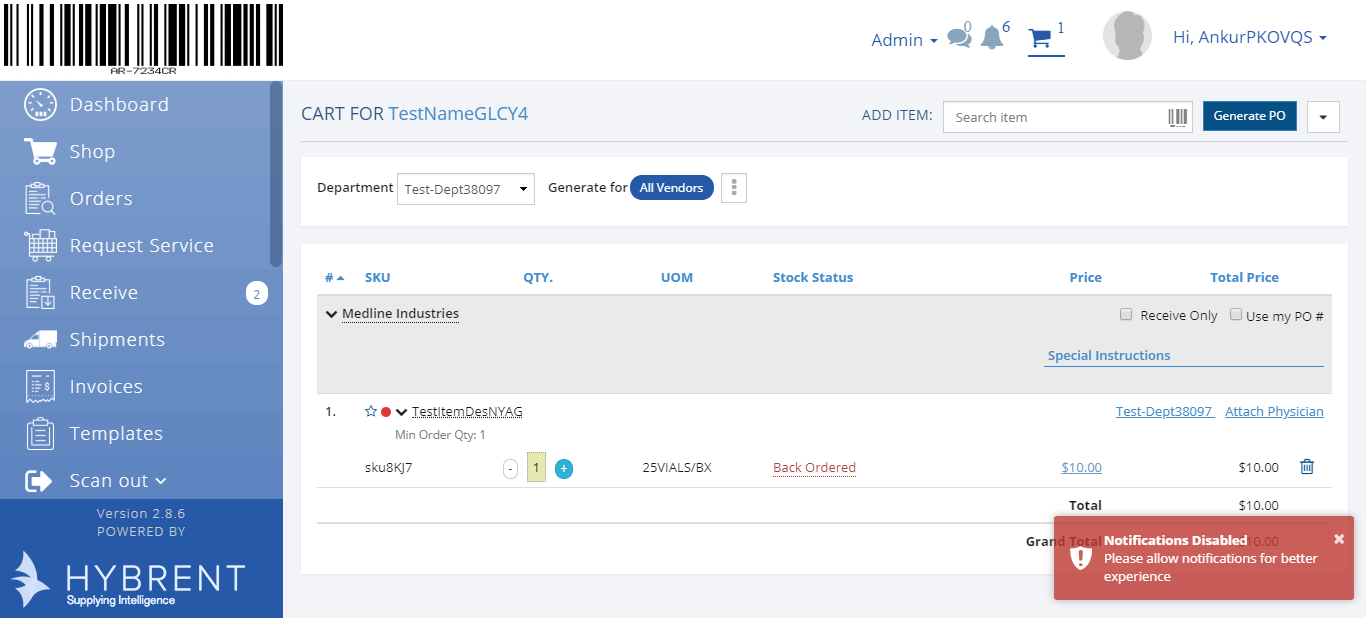 AR-7234CR
Admin
0
6
1
Hi, AnkurPKOVQS
Dashboard
Shop
Orders
Request Service
Receive
2
Shipments
Invoices
Templates
Scan out
Version 2.8.6
POWERED BY
HYBRENT
Supplying Intelligence
CART FOR TestNameGLCY4
ADD ITEM: Search item Generate PO
Department Test-Dept38097 Generate for All Vendors
# SKU QTY. UOM Stock Status Price Total Price
Medline Industries Receive Only Use my PO #
Special Instructions
1. TestItemDesNYAG Test-Dept38097 Attach Physician
Min Order Qty: 1
sku8KJ7 - 1 + 25VIALS/BX Back Ordered $10.00 $10.00
Total $10.00
Grand Total $10.00
Notifications Disabled
Please allow notifications for better
experience